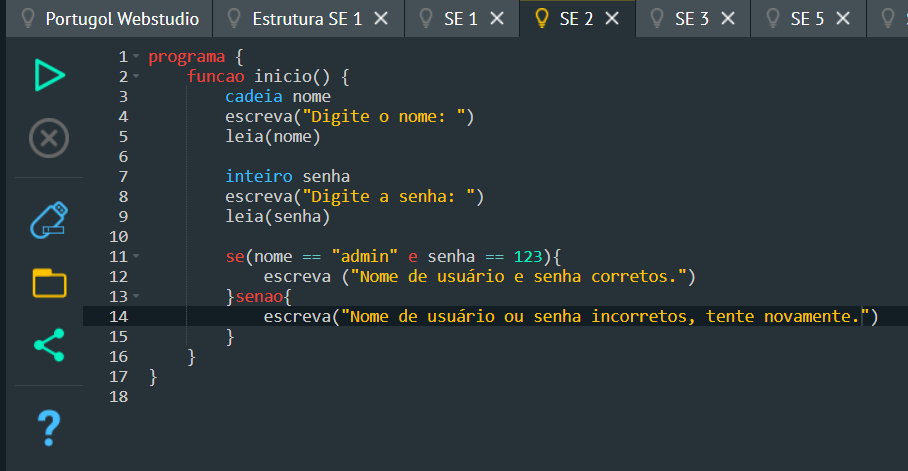 Portugol Webstudio Estrutura SE 1 SE 1 SE 2 SE 3 SE 5
1 programa {
2 funcao inicio() {
3 cadeia nome
4 escreva("Digite o nome: ")
5 leia(nome)
6
7 inteiro senha
8 escreva("Digite a senha: ")
9 leia(senha)
10
11 se(nome == "admin" e senha == 123){
12 escreva ("Nome de usuário e senha corretos.")
13 }senao{
14 escreva("Nome de usuário ou senha incorretos, tente novamente.")
15 }
16 }
17 }
18
?